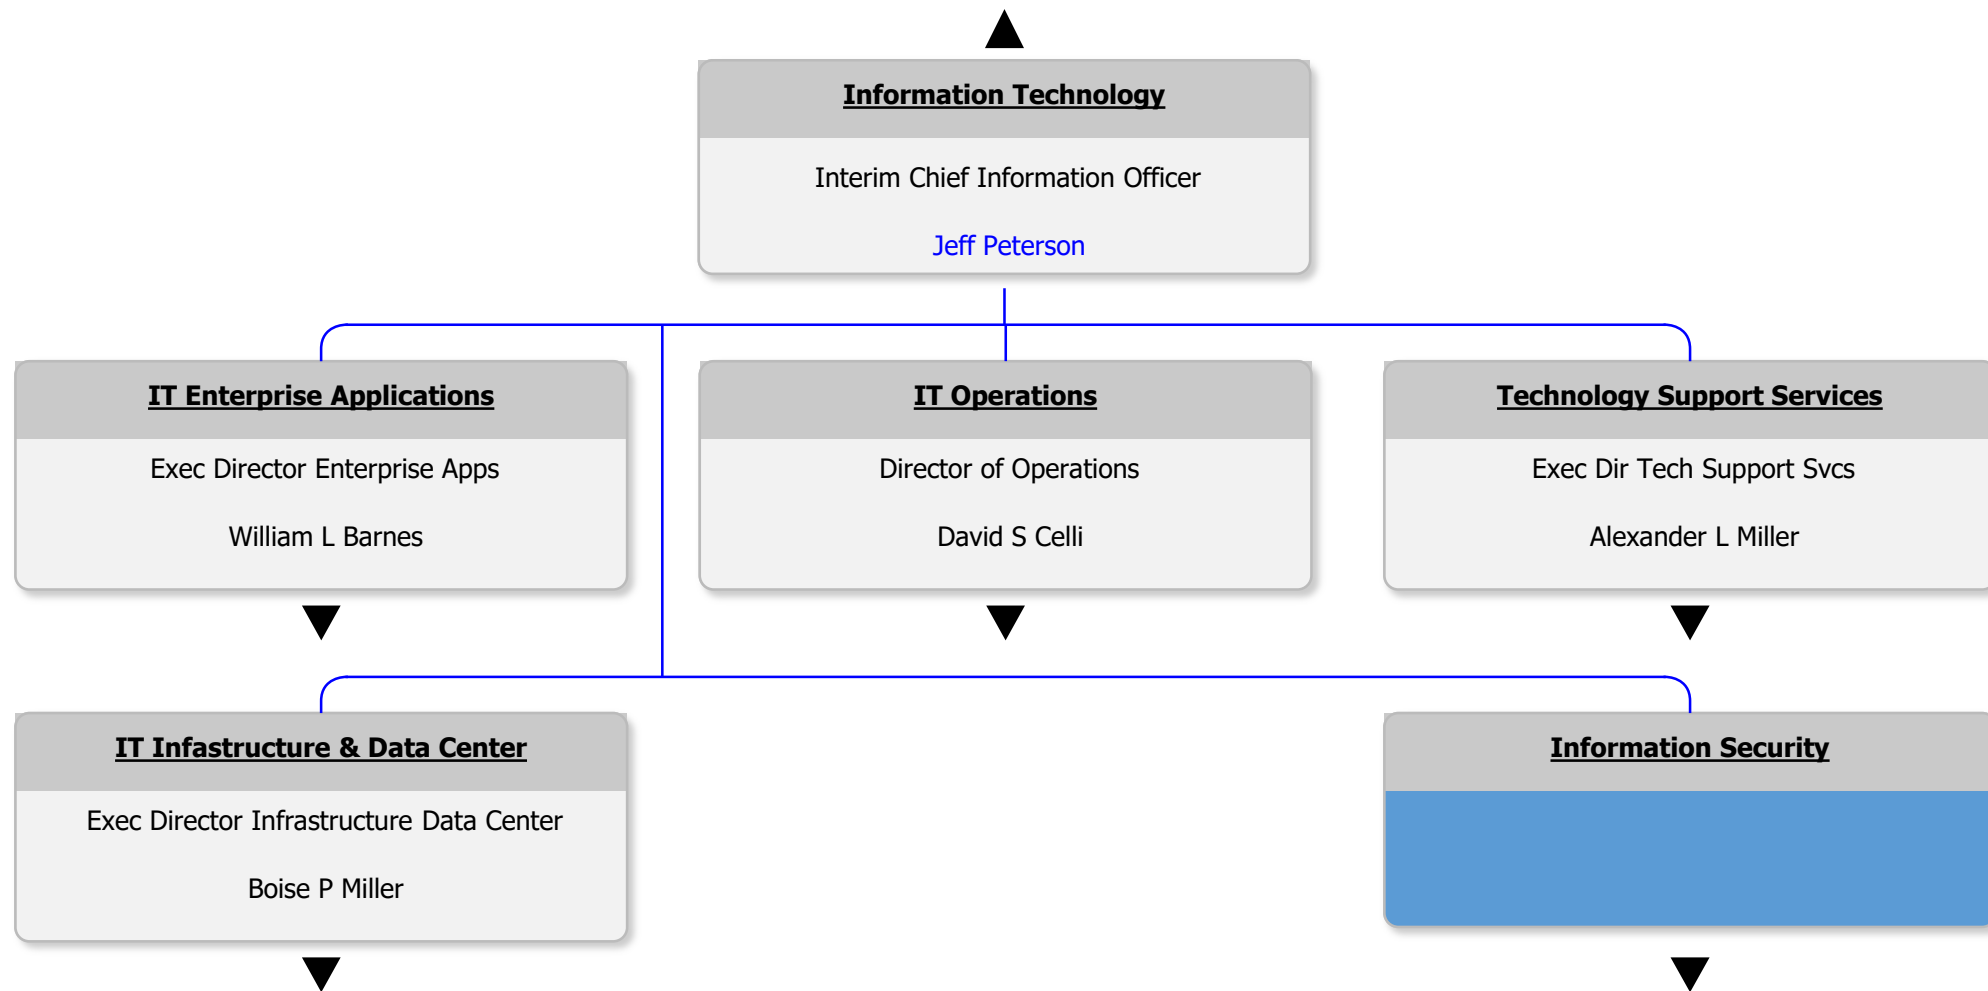 Information Technology
Interim Chief Information Officer
Jeff Peterson
IT Enterprise Applications
Exec Director Enterprise Apps
William L Barnes
IT Operations
Director of Operations
David S Celli
Technology Support Services
Exec Dir Tech Support Svcs
Alexander L Miller
IT Infastructure & Data Center
Exec Director Infrastructure Data Center
Boise P Miller
Information Security